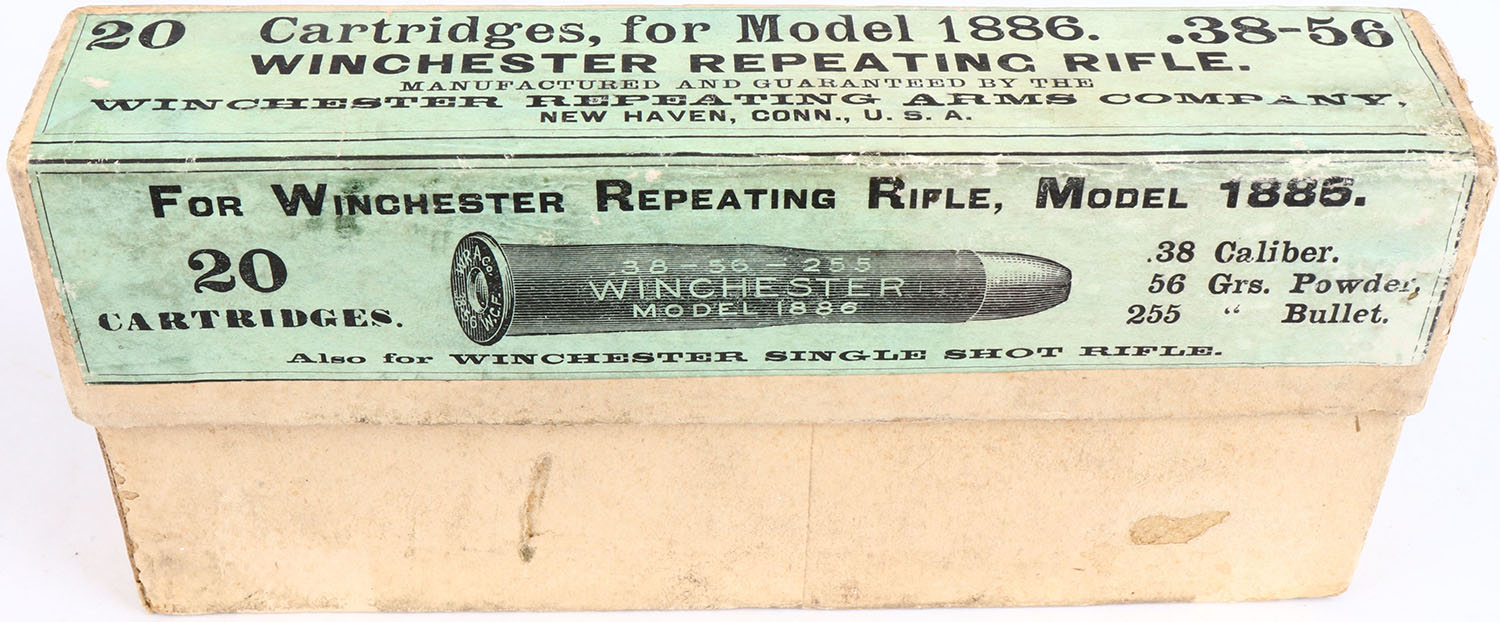 20 Cartridges, for Model 1886. .38-56
WINCHESTER REPEATING RIFLE.
MANUFACTURED AND GUARANTEED BY THE
WINCHESTER REPEATING ARMS COMPANY,
NEW HAVEN, CONN., U. S. A.
FOR WINCHESTER REPEATING RIFLE, MODEL 1886.
20
CARTRIDGES.
W.R.A.Co.
38-56
W.C.F.
.38-56-255
WINCHESTER
MODEL 1886
.38 Caliber.
56 Grs. Powder,
255 " Bullet.
Also for WINCHESTER SINGLE SHOT RIFLE.